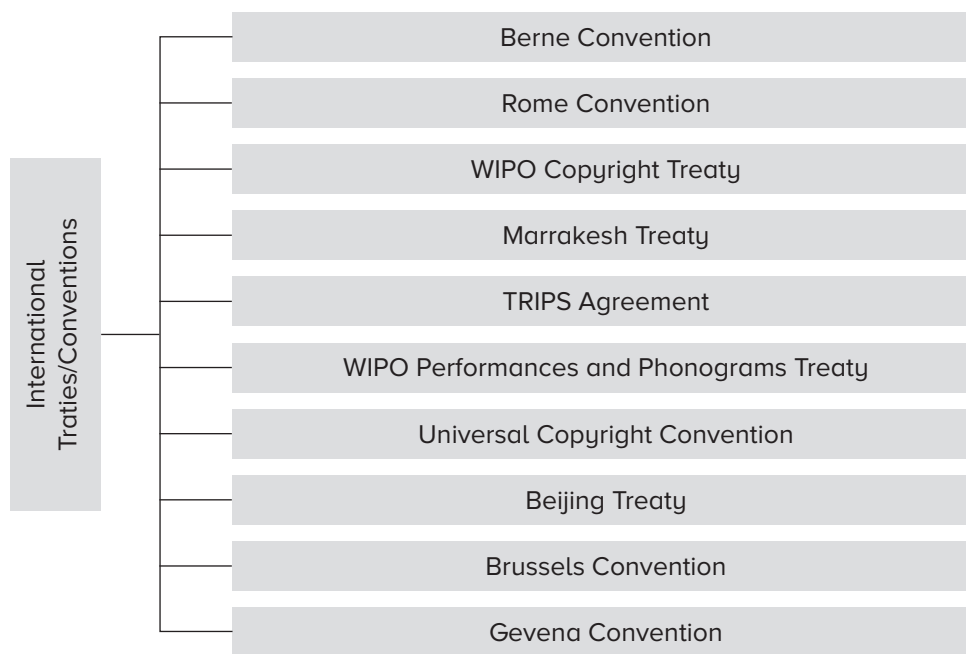 International
Traties/Conventions
Berne Convention
Rome Convention
WIPO Copyright Treaty
Marrakesh Treaty
TRIPS Agreement
WIPO Performances and Phonograms Treaty
Universal Copyright Convention
Beijing Treaty
Brussels Convention
Gevena Convention